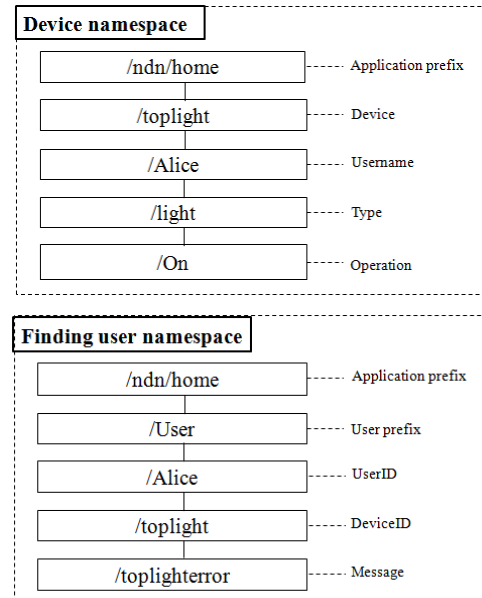 Device namespace
/ndn/home Application prefix
/toplight Device
/Alice Username
/light Type
/On Operation
Finding user namespace
/ndn/home Application prefix
/User User prefix
/Alice UserID
/toplight DeviceID
/toplighterror Message